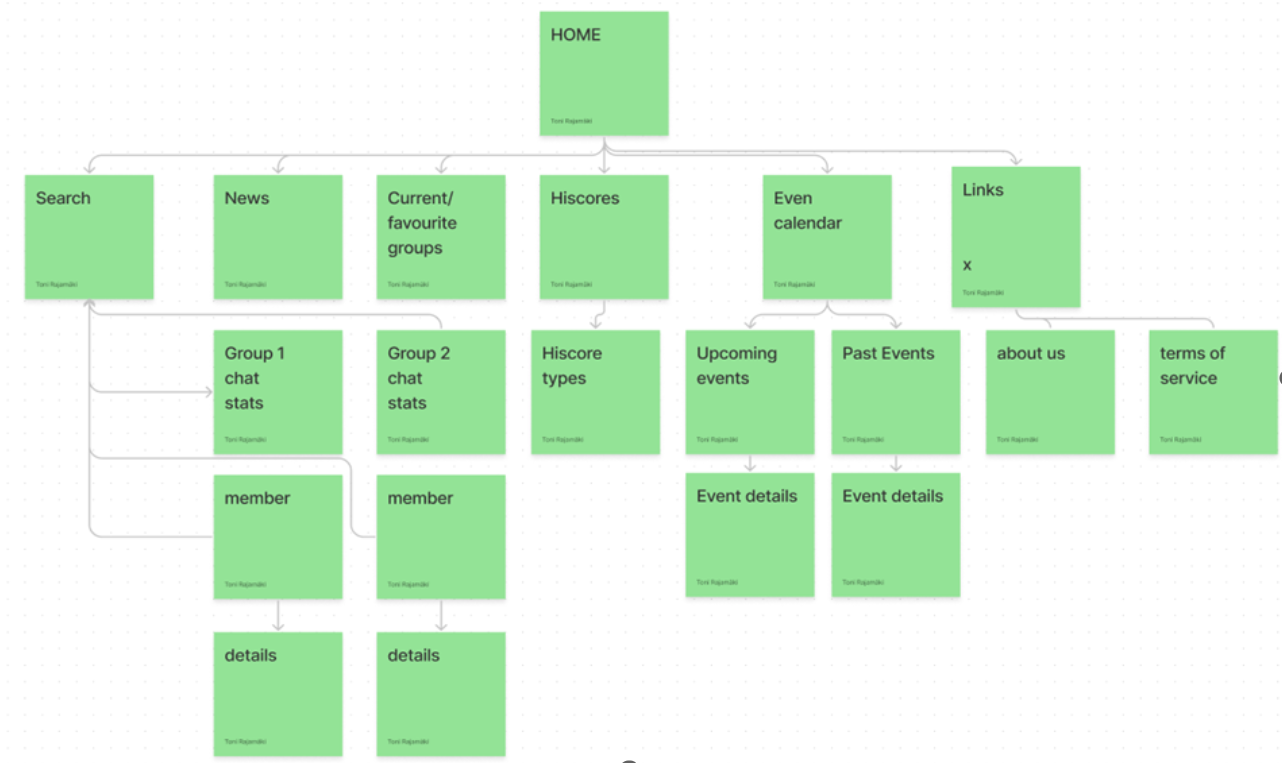 HOME
Toni Rajamäki
Search
Toni Rajamäki
News
Toni Rajamäki
Current/
favourite
groups
Toni Rajamäki
Hiscores
Toni Rajamäki
Even
calendar
Toni Rajamäki
Links
x
Toni Rajamäki
Group 1
chat
stats
Toni Rajamäki
Group 2
chat
stats
Toni Rajamäki
Hiscore
types
Toni Rajamäki
Upcoming
events
Toni Rajamäki
Past Events
Toni Rajamäki
about us
Toni Rajamäki
terms of
service
Toni Rajamäki
member
Toni Rajamäki
member
Toni Rajamäki
Event details
Toni Rajamäki
Event details
Toni Rajamäki
details
Toni Rajamäki
details
Toni Rajamäki